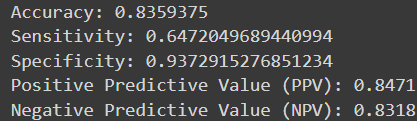 Accuracy: 0.8359375
Sensitivity: 0.6472049689440994
Specificity: 0.9372915276851234
Positive Predictive Value (PPV): 0.8471
Negative Predictive Value (NPV): 0.8318